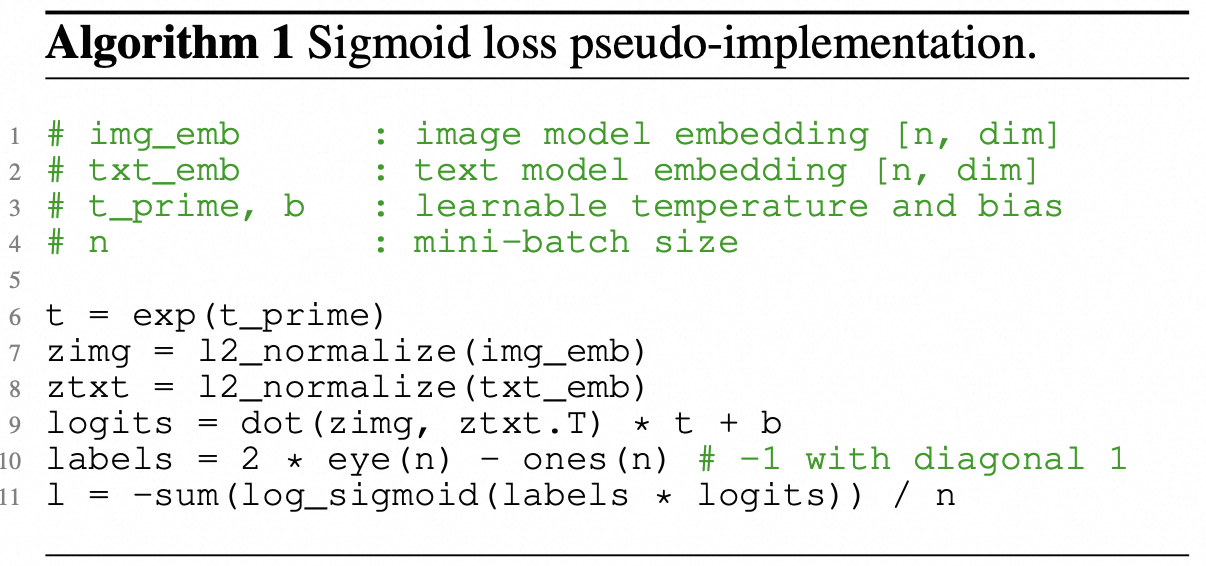 Algorithm 1 Sigmoid loss pseudo-implementation.
1 # img_emb : image model embedding [n, dim]
2 # txt_emb : text model embedding [n, dim]
3 # t_prime, b : learnable temperature and bias
4 # n : mini-batch size
5
6 t = exp(t_prime)
7 zimg = l2_normalize(img_emb)
8 ztxt = l2_normalize(txt_emb)
9 logits = dot(zimg, ztxt.T) * t + b
10 labels = 2 * eye(n) - ones(n) # -1 with diagonal 1
11 l = -sum(log_sigmoid(labels * logits)) / n